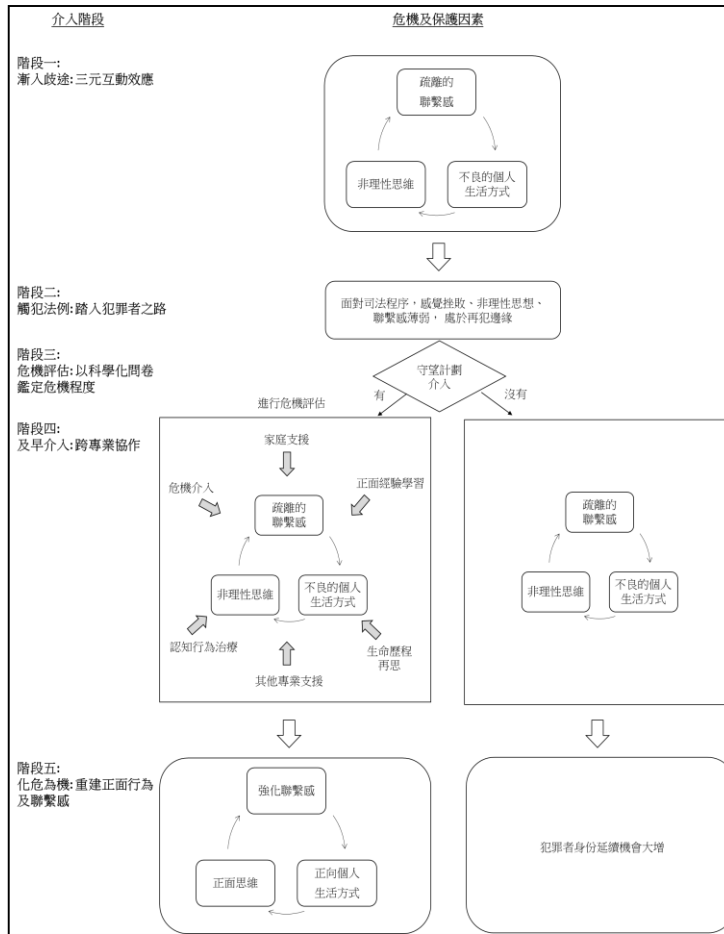 介入階段
危機及保護因素
階段一:
漸入歧途: 三元互動效應
疏離的
聯繫感
非理性思維
不良的個人
生活方式
階段二:
觸犯法例: 踏入犯罪者之路
面對司法程序，感覺挫敗、非理性思想、
聯繫感薄弱， 處於再犯邊緣
階段三:
危機評估: 以科學化問卷
鑑定危機程度
守望計劃
介入
有
沒有
進行危機評估
階段四:
及早介入: 跨專業協作
家庭支援
危機介入
正面經驗學習
疏離的
聯繫感
非理性思維
不良的個人
生活方式
認知行為治療
生命歷程
再思
其他專業支援
疏離的
聯繫感
非理性思維
不良的個人
生活方式
階段五:
化危為機: 重建正面行為
及聯繫感
強化聯繫感
正面思維
正向個人
生活方式
犯罪者身份延續機會大增